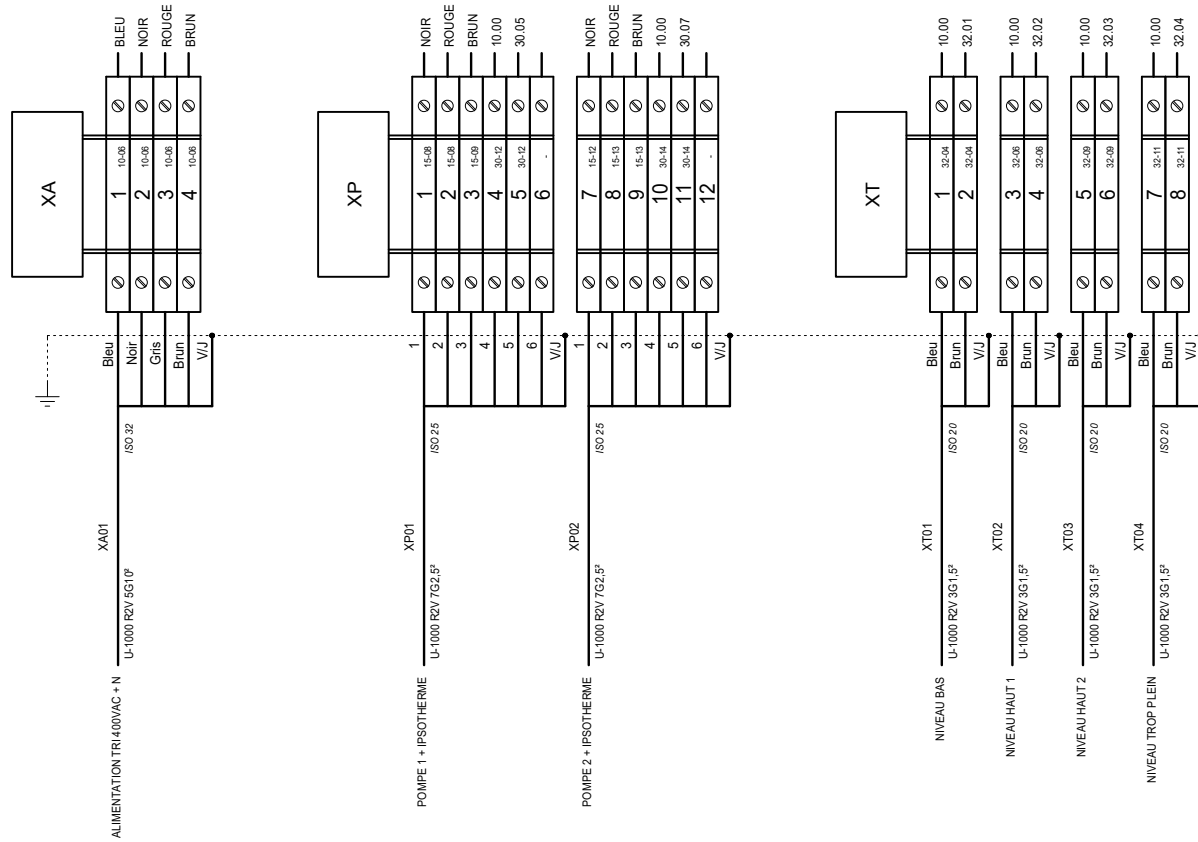 XA
BLEU
NOIR
ROUGE
BRUN
1 10-06
2 10-06
3 10-06
4 10-06
Bleu
Noir
Gris
Brun
V/J
ISO 32
XA01
U-1000 R2V 5G10²
ALIMENTATION TRI 400VAC + N
XP
NOIR
ROUGE
BRUN
10.00
30.05
1 15-08
2 15-08
3 15-09
4 30-12
5 30-12
6 -
1
2
3
4
5
6
V/J
ISO 25
XP01
U-1000 R2V 7G2,5²
POMPE 1 + IPSOTHERME
NOIR
ROUGE
BRUN
10.00
30.07
7 15-12
8 15-13
9 15-13
10 30-14
11 30-14
12 -
1
2
3
4
5
6
V/J
ISO 25
XP02
U-1000 R2V 7G2,5²
POMPE 2 + IPSOTHERME
XT
10.00
32.01
1 32-04
2 32-04
Bleu
Brun
V/J
ISO 20
XT01
U-1000 R2V 3G1,5²
NIVEAU BAS
10.00
32.02
3 32-06
4 32-06
Bleu
Brun
V/J
ISO 20
XT02
U-1000 R2V 3G1,5²
NIVEAU HAUT 1
10.00
32.03
5 32-09
6 32-09
Bleu
Brun
V/J
ISO 20
XT03
U-1000 R2V 3G1,5²
NIVEAU HAUT 2
10.00
32.04
7 32-11
8 32-11
Bleu
Brun
V/J
ISO 20
XT04
U-1000 R2V 3G1,5²
NIVEAU TROP PLEIN